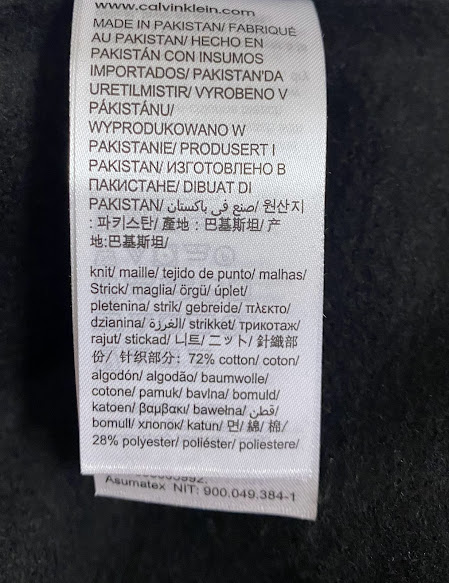 www.calvinklein.com
MADE IN PAKISTAN/ FABRIQUÉ
AU PAKISTAN/ HECHO EN
PAKISTÁN CON INSUMOS
IMPORTADOS/ PAKISTAN'DA
URETILMISTIR/ VYROBENO V
PÁKISTÁNU/
WYPRODUKOWANO W
PAKISTANIE/ PRODUSERT I
PAKISTAN/ ИЗГОТОВЛЕНО В
ПАКИСТАНЕ/ DIBUAT DI
PAKISTAN/ صنع في باكستان/ 원산지
: 파키스탄/ 產地 : 巴基斯坦/ 产
地:巴基斯坦/
knit/ maille/ tejido de punto/ malhas/
Strick/ maglia/ örgü/ úplet/
pletenina/ strik/ gebreide/ πλεκτο/
dzianina/ الغرزة/ strikket/ трикотаж/
rajut/ stickad/ 니트/ ニット/ 針織部
份/ 针织部分: 72% cotton/ coton/
algodón/ algodão/ baumwolle/
cotone/ pamuk/ bavlna/ bomuld/
katoen/ βαμβακι/ bawełna/ قطن/
bomull/ хлопок/ katun/ 면/ 綿/ 棉/
28% polyester/ poliéster/ poliestere/
Asumatex NIT: 900.049.384-1